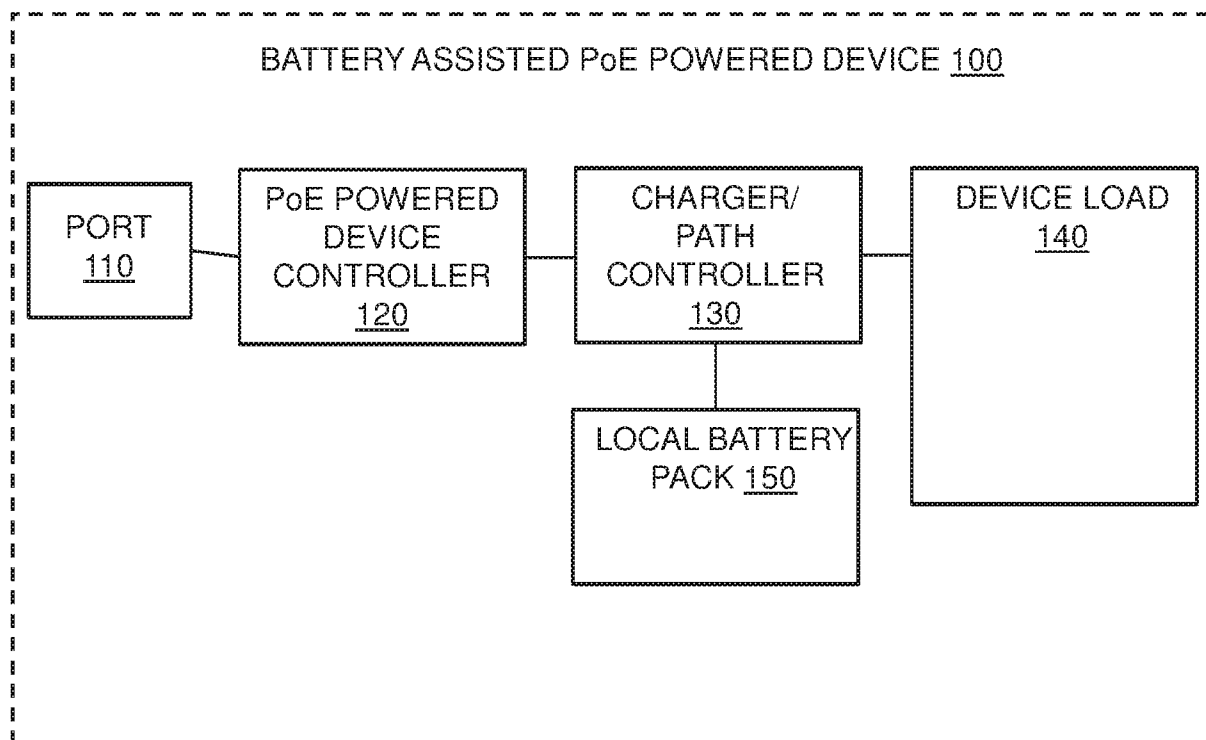 BATTERY ASSISTED PoE POWERED DEVICE 100
PORT
110
PoE POWERED
DEVICE
CONTROLLER
120
CHARGER/
PATH
CONTROLLER
130
DEVICE LOAD
140
LOCAL BATTERY
PACK 150